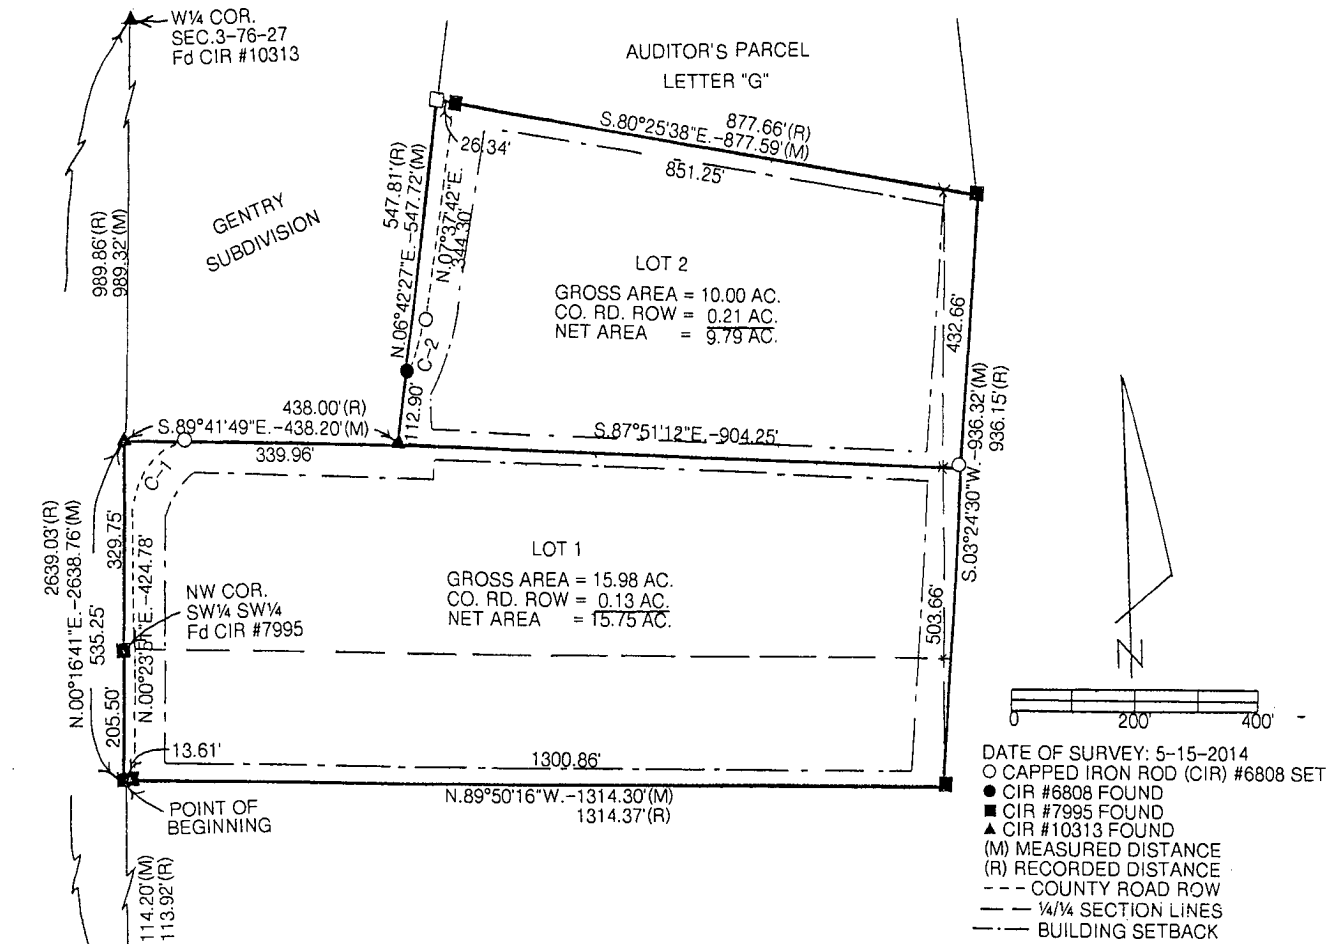 W¼ COR.
SEC.3-76-27
Fd CIR #10313
AUDITOR'S PARCEL
LETTER "G"
877.66'(R)
S.80°25'38"E.-877.59'(M)
26.34'
851.25'
547.81'(R)
N.06°42'27"E.-547.72'(M)
N.07°37'42"E.
344.30'
GENTRY
SUBDIVISION
989.86'(R)
989.32'(M)
LOT 2
GROSS AREA = 10.00 AC.
CO. RD. ROW = 0.21 AC.
NET AREA = 9.79 AC.
432.66'
C-2
112.90'
S.03°24'30"W.-936.32'(M)
936.15'(R)
438.00'(R)
S.89°41'49"E.-438.20'(M)
339.96'
S.87°51'12"E.-904.25'
C-1
2639.03'(R)
N.00°16'41"E.-2638.76'(M)
535.25'
329.75'
N.00°23'51"E.-424.78'
LOT 1
GROSS AREA = 15.98 AC.
CO. RD. ROW = 0.13 AC.
NET AREA = 15.75 AC.
NW COR.
SW¼ SW¼
Fd CIR #7995
503.66'
205.50'
13.61'
1300.86'
N.89°50'16"W.-1314.30'(M)
1314.37'(R)
POINT OF
BEGINNING
114.20'(M)
113.92'(R)
N
0 200' 400'
DATE OF SURVEY: 5-15-2014
CAPPED IRON ROD (CIR) #6808 SET
CIR #6808 FOUND
CIR #7995 FOUND
CIR #10313 FOUND
(M) MEASURED DISTANCE
(R) RECORDED DISTANCE
COUNTY ROAD ROW
¼/¼ SECTION LINES
BUILDING SETBACK